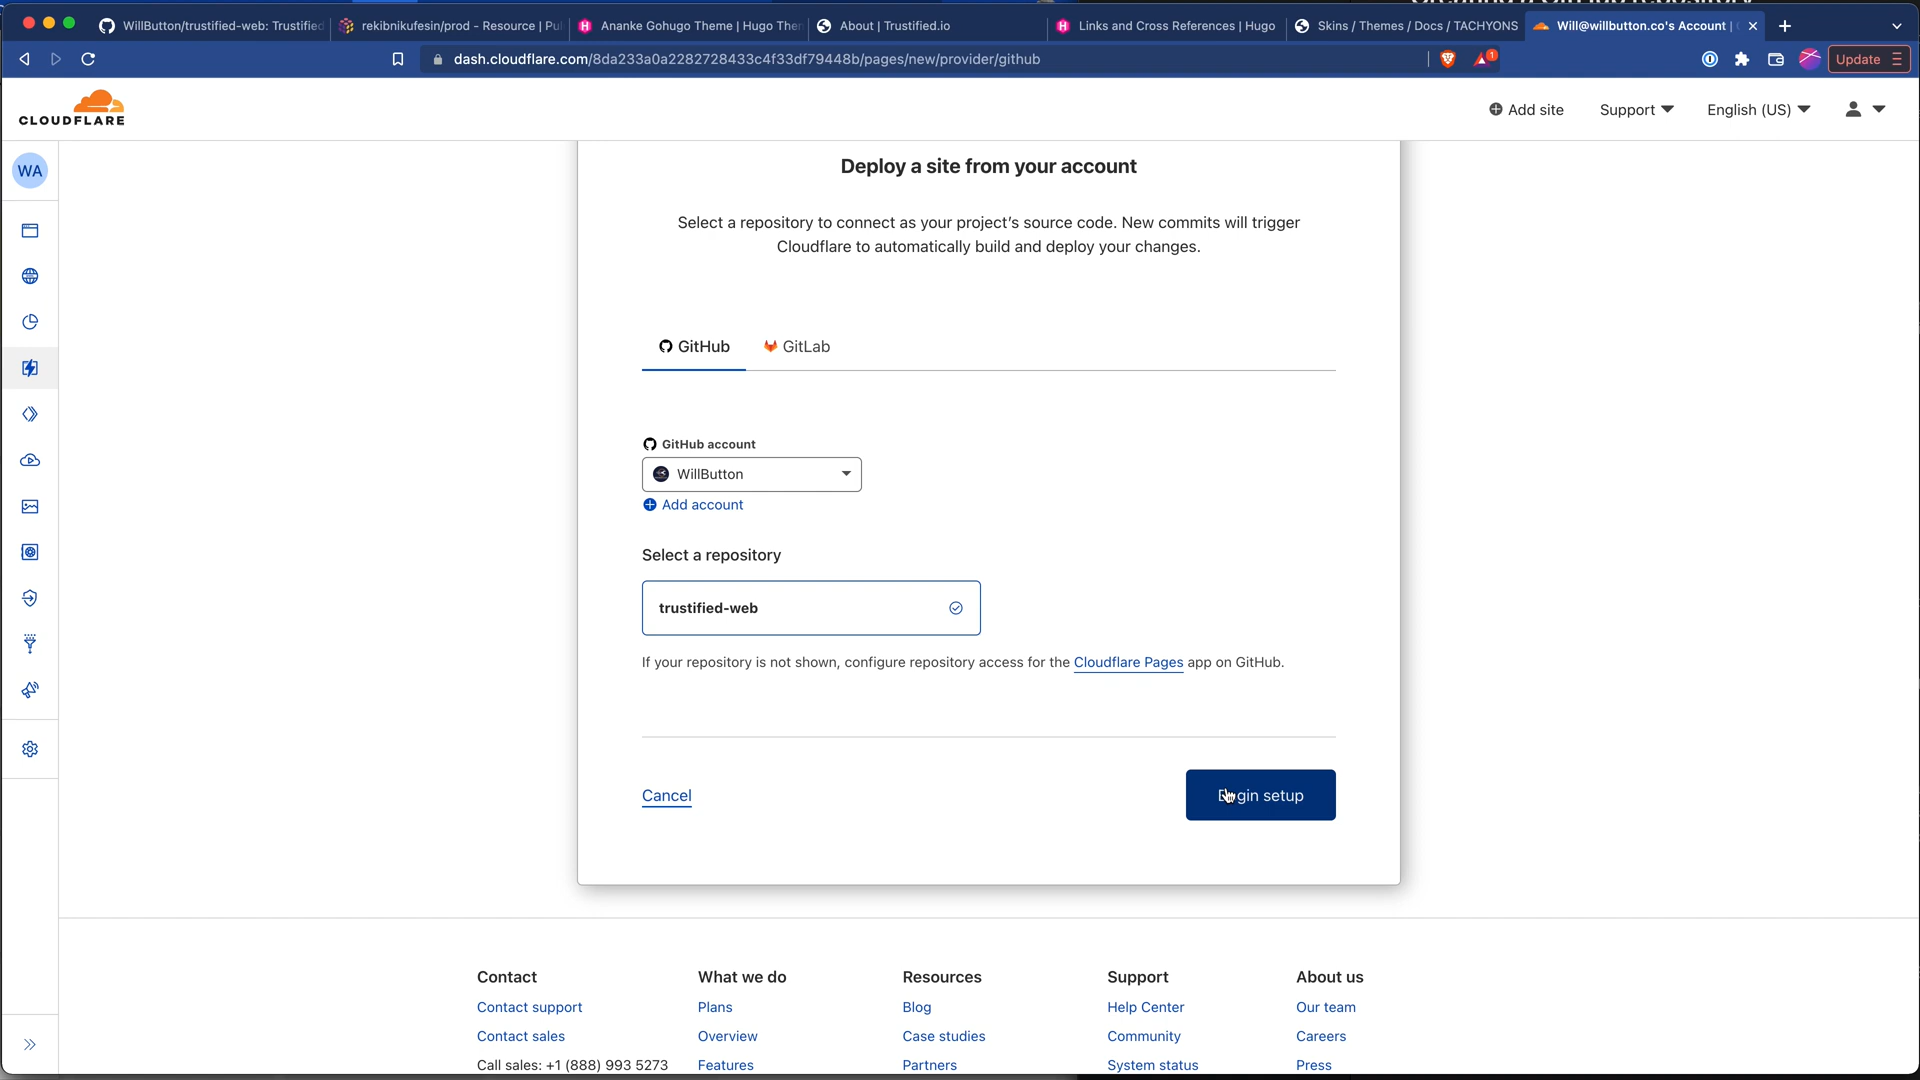 WillButton/trustified-web: Trustified
rekibnikufesin/prod - Resource | Pu
Ananke Gohugo Theme | Hugo Then
About | Trustified.io
Links and Cross References | Hugo
Skins / Themes / Docs / TACHYONS
Will@willbutton.co's Account |
dash.cloudflare.com/8da233a0a2282728433c4f33df79448b/pages/new/provider/github
1
Update
CLOUDFLARE
Add site
Support
English (US)
WA
Deploy a site from your account
Select a repository to connect as your project's source code. New commits will trigger
Cloudflare to automatically build and deploy your changes.
GitHub
GitLab
GitHub account
WillButton
Add account
Select a repository
trustified-web
If your repository is not shown, configure repository access for the Cloudflare Pages app on GitHub.
Cancel
Begin setup
Contact
What we do
Resources
Support
About us
Contact support
Plans
Blog
Help Center
Our team
Contact sales
Overview
Case studies
Community
Careers
Call sales: +1 (888) 993 5273
Features
Partners
System status
Press